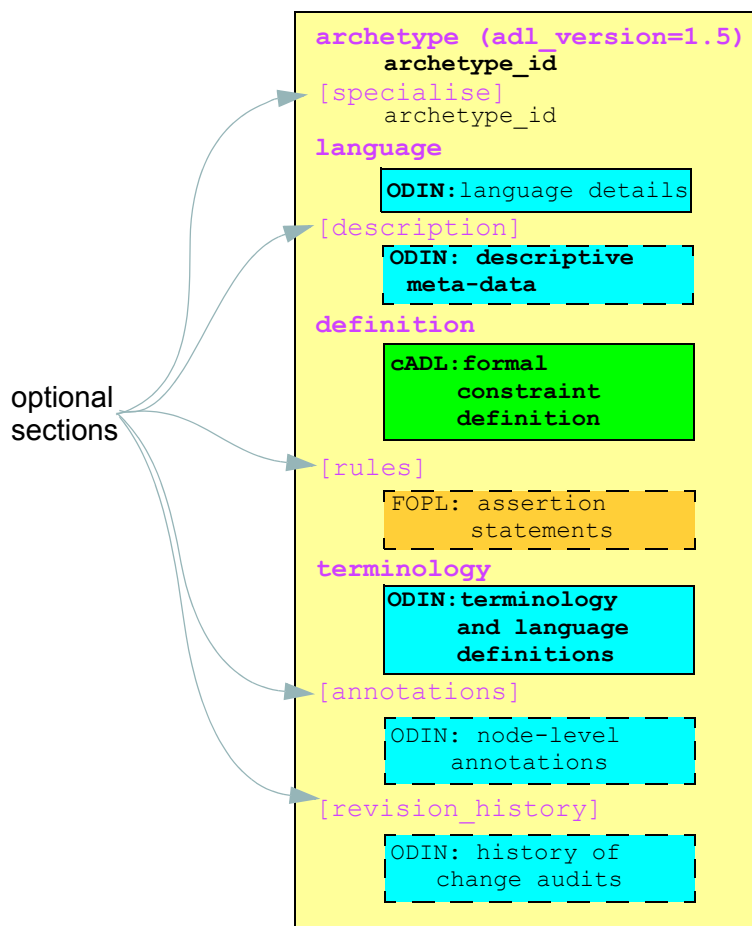 archetype (adl_version=1.5)
archetype_id
[specialise]
archetype_id
language
ODIN:language details
[description]
ODIN: descriptive
meta-data
definition
cADL:formal
constraint
definition
optional
sections
[rules]
FOPL: assertion
statements
terminology
ODIN:terminology
and language
definitions
[annotations]
ODIN: node-level
annotations
[revision_history]
ODIN: history of
change audits